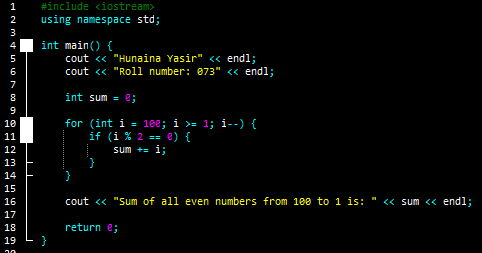 1 #include <iostream>
2 using namespace std;
3
4 int main() {
5 cout << "Hunaina Yasir" << endl;
6 cout << "Roll number: 073" << endl;
7
8 int sum = 0;
9
10 for (int i = 100; i >= 1; i--) {
11 if (i % 2 == 0) {
12 sum += i;
13 }
14 }
15
16 cout << "Sum of all even numbers from 100 to 1 is: " << sum << endl;
17
18 return 0;
19 }